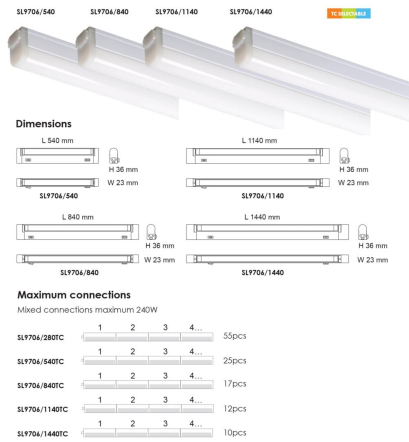 SL9706/540 SL9706/840 SL9706/1140 SL9706/1440 TC SELECTABLE
Dimensions
L 540 mm L 1140 mm
H 36 mm H 36 mm
W 23 mm W 23 mm
SL9706/540 SL9706/1140
L 840 mm L 1440 mm
H 36 mm H 36 mm
W 23 mm W 23 mm
SL9706/840 SL9706/1440
Maximum connections
Mixed connections maximum 240W
1 2 3 4...
SL9706/280TC 55pcs
1 2 3 4...
SL9706/540TC 25pcs
1 2 3 4...
SL9706/840TC 17pcs
1 2 3 4...
SL9706/1140TC 12pcs
1 2 3 4...
SL9706/1440TC 10pcs